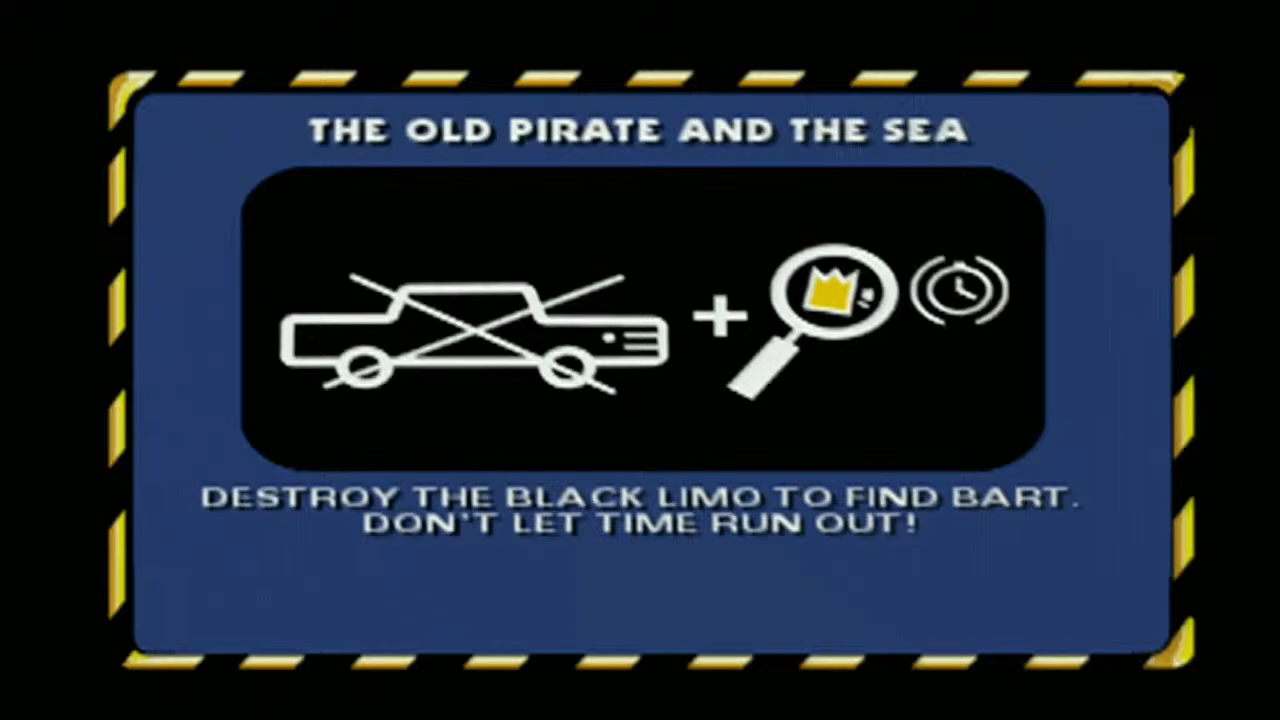 THE OLD PIRATE AND THE SEA
DESTROY THE BLACK LIMO TO FIND BART.
DON'T LET TIME RUN OUT!